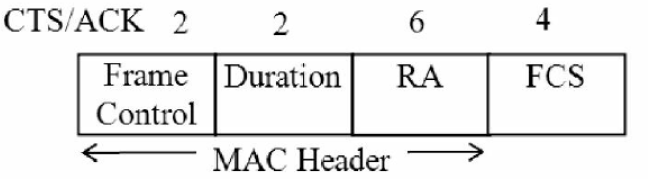 CTS/ACK 2 2 6 4
Frame Control Duration RA FCS
MAC Header